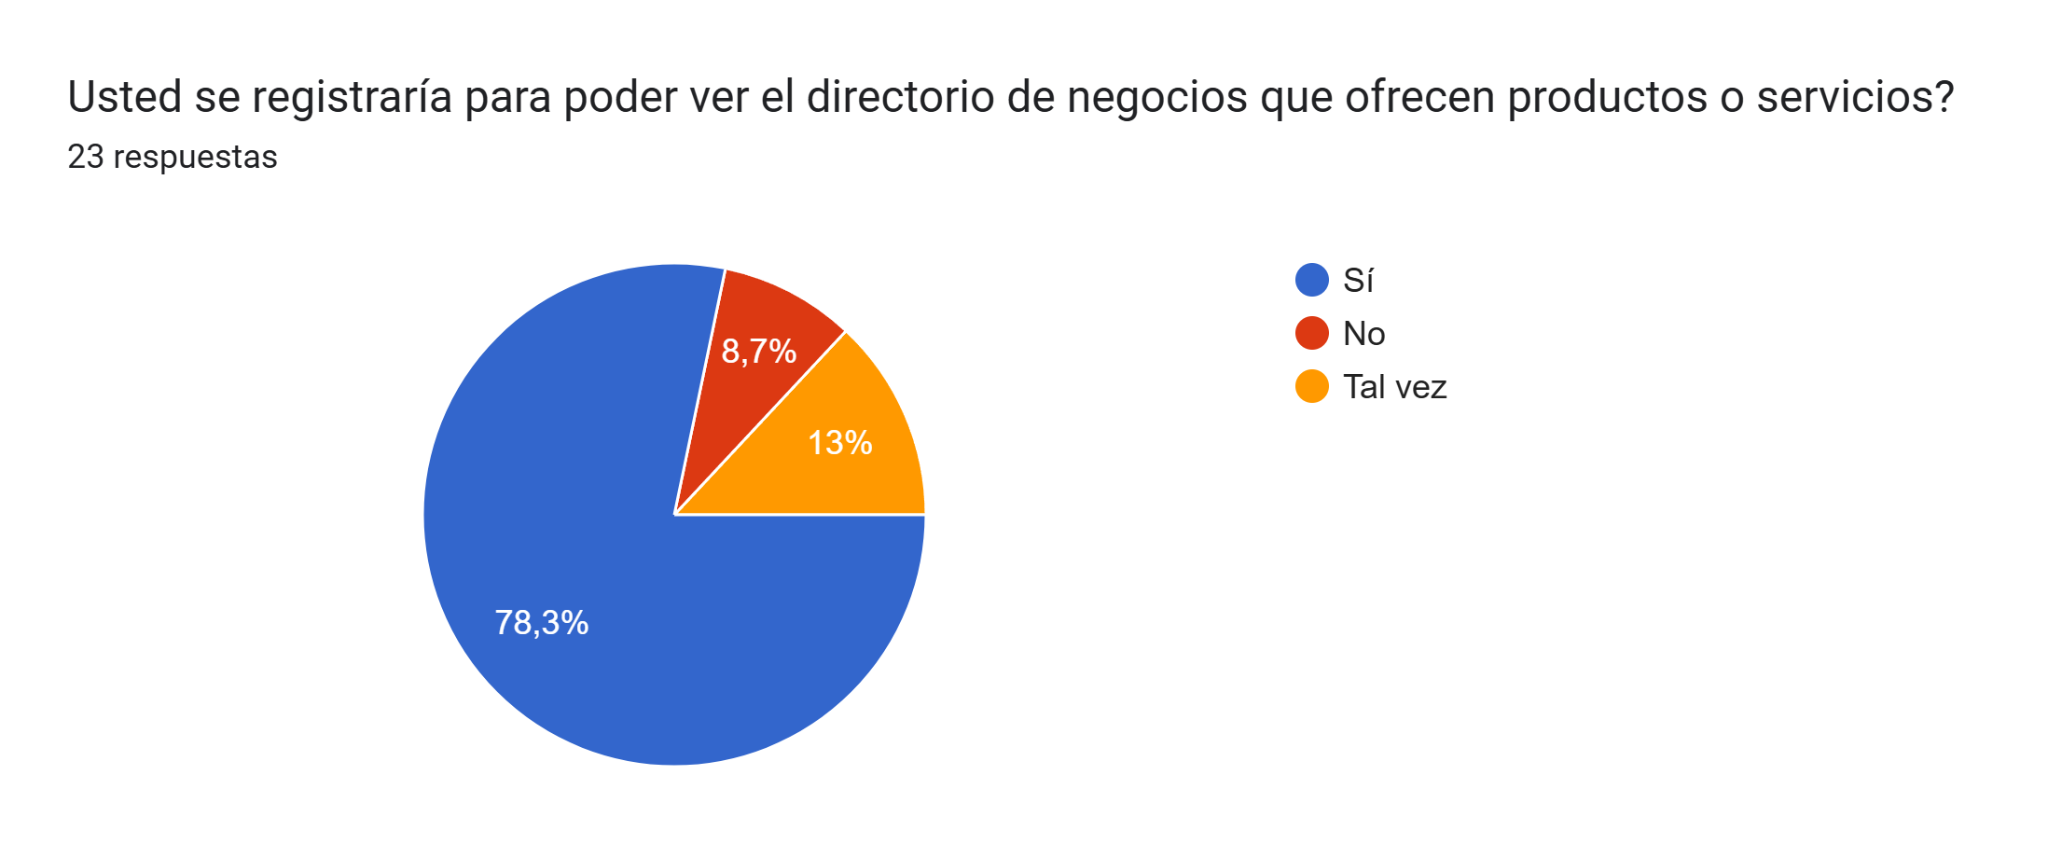 Usted se registraría para poder ver el directorio de negocios que ofrecen productos o servicios?
23 respuestas
Sí
No
Tal vez
8,7%
13%
78,3%